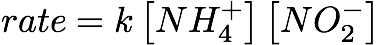 rate = k [NH₄⁺] [NO₂⁻]